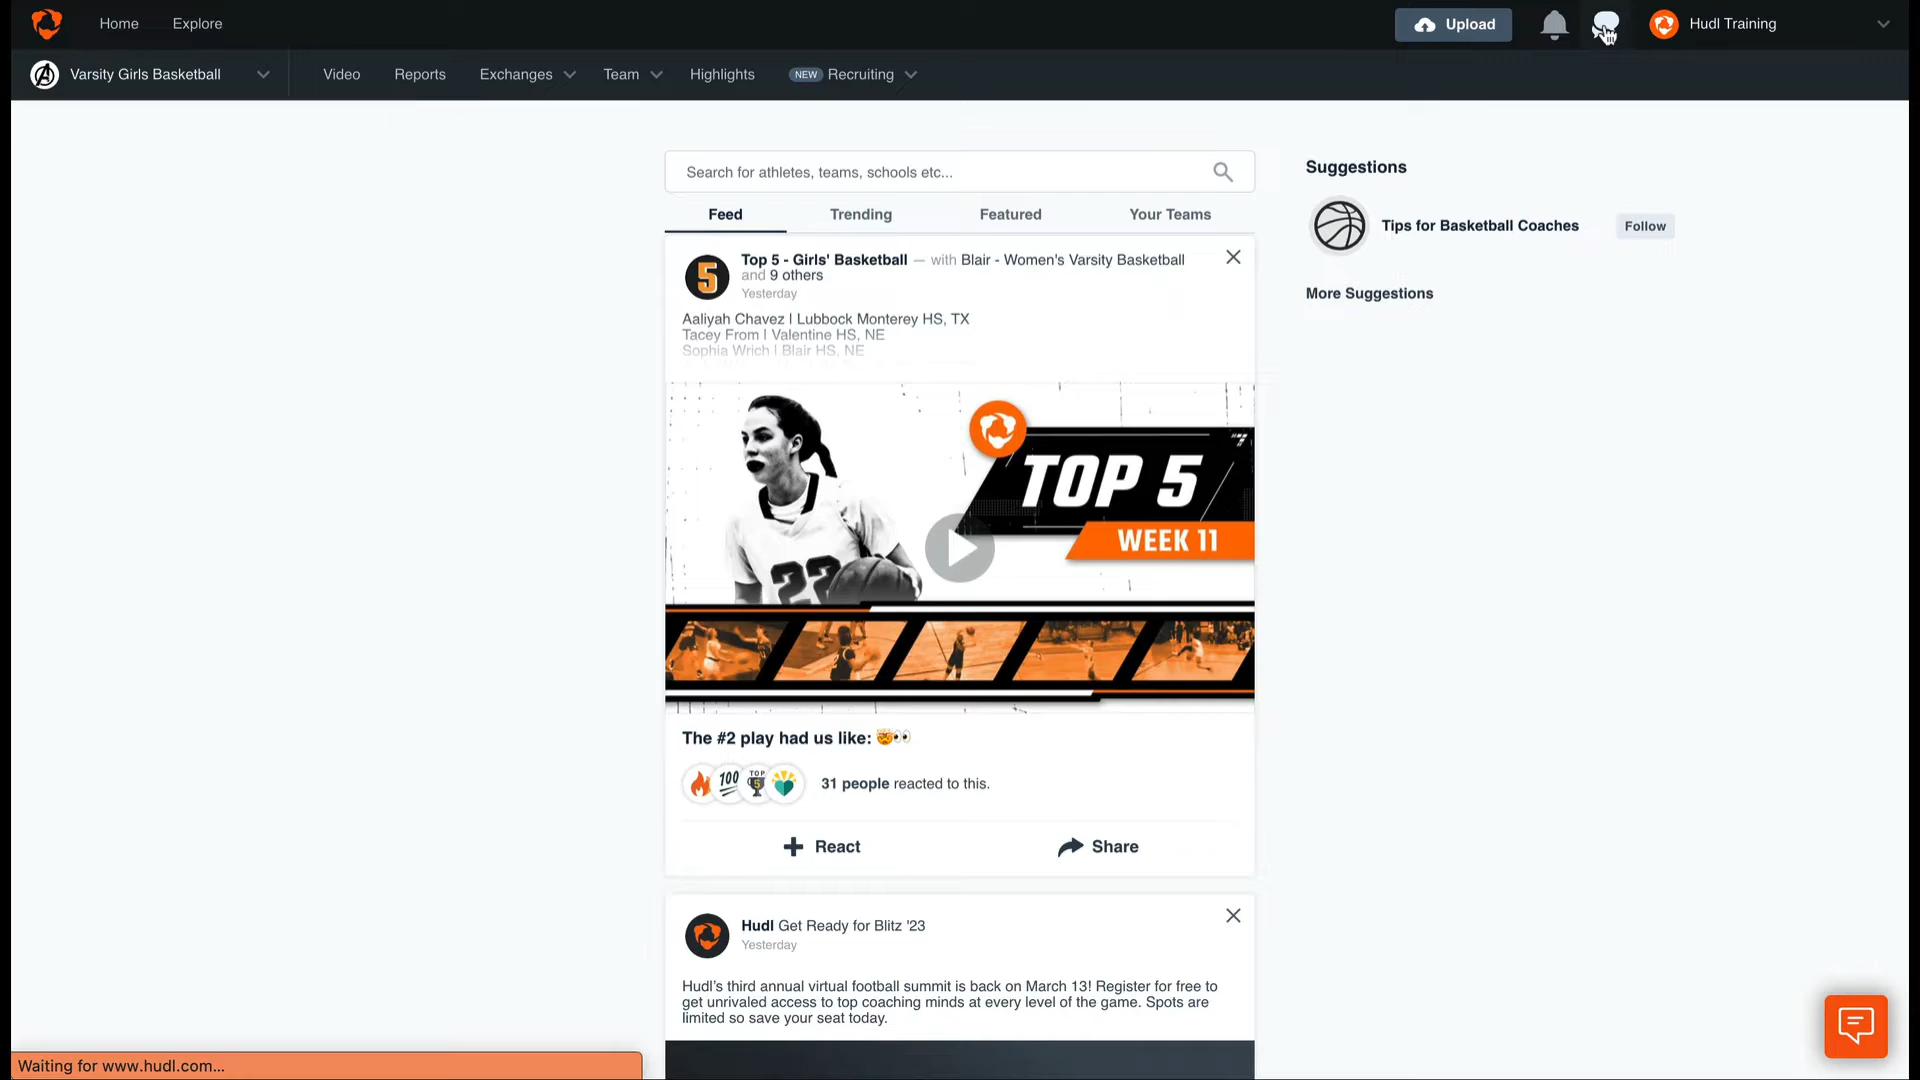 Home
Explore
Upload
Hudl Training
Varsity Girls Basketball
Video
Reports
Exchanges
Team
Highlights
NEW Recruiting
Search for athletes, teams, schools etc...
Feed
Trending
Featured
Your Teams
Top 5 - Girls' Basketball — with Blair - Women's Varsity Basketball
and 9 others
Yesterday
Aaliyah Chavez | Lubbock Monterey HS, TX
Tacey From | Valentine HS, NE
Sophia Wrich | Blair HS, NE
5
22
TOP 5
WEEK 11
The #2 play had us like: 🤯👀
100
TOP
5
31 people reacted to this.
React
Share
Hudl Get Ready for Blitz '23
Yesterday
Hudl's third annual virtual football summit is back on March 13! Register for free to
get unrivaled access to top coaching minds at every level of the game. Spots are
limited so save your seat today.
Suggestions
Tips for Basketball Coaches
Follow
More Suggestions
Waiting for www.hudl.com...